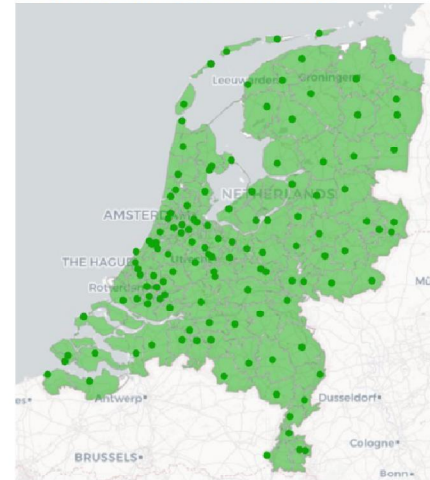 Leeuwarden
Groningen
NETHERLANDS
AMSTERDAM
THE HAGUE
Utrecht
Rotterdam
Antwerp
Dusseldorf
BRUSSELS
Cologne
Bonn